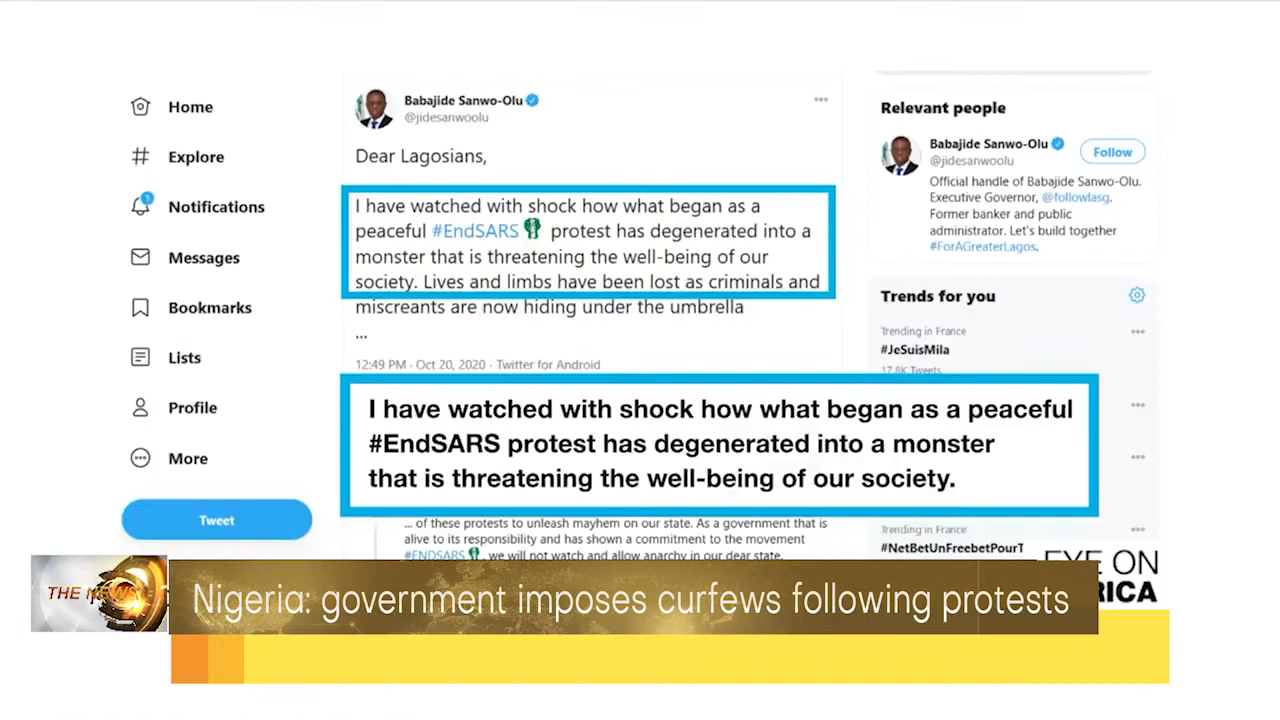 Home
Explore
1
Notifications
Messages
Bookmarks
Lists
Profile
More
Tweet
Babajide Sanwo-Olu
@jidesanwoolu
Dear Lagosians,
I have watched with shock how what began as a
peaceful #EndSARS protest has degenerated into a
monster that is threatening the well-being of our
society. Lives and limbs have been lost as criminals and
miscreants are now hiding under the umbrella
...
12:49 PM · Oct 20, 2020 · Twitter for Android
I have watched with shock how what began as a peaceful
#EndSARS protest has degenerated into a monster
that is threatening the well-being of our society.
... of these protests to unleash mayhem on our state. As a government that is
alive to its responsibility and has shown a commitment to the movement
#ENDSARS, we will not watch and allow anarchy in our dear state.
Relevant people
Babajide Sanwo-Olu
@jidesanwoolu
Follow
Official handle of Babajide Sanwo-Olu.
Executive Governor, @followlasg.
Former banker and public
administrator. Let's build together
#ForAGreaterLagos.
Trends for you
Trending in France
#JeSuisMila
17.8K Tweets
Trending in France
#NetBetUnFreebetPourT
EYE ON
THE NEWS
Nigeria: government imposes curfews following protests